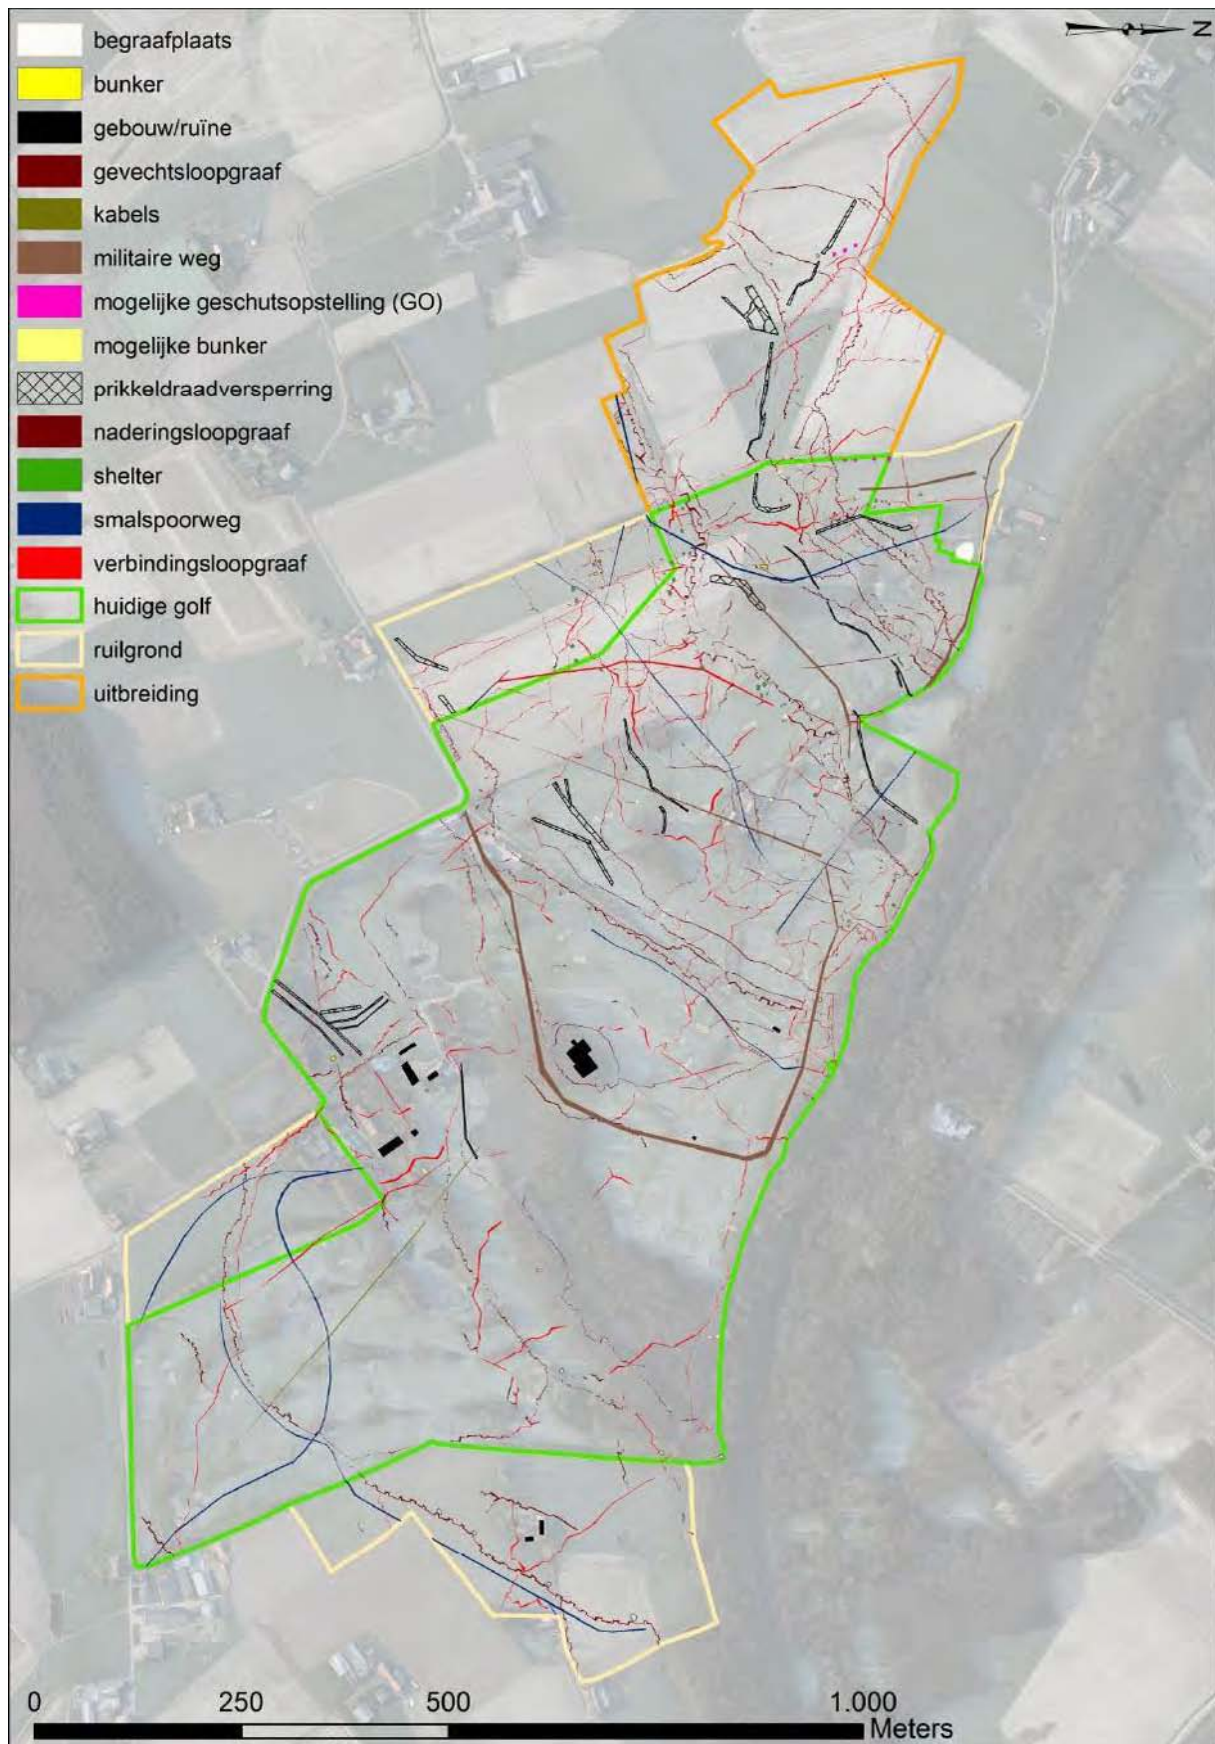 begraafplaats
bunker
gebouw/ruïne
gevechtsloopgraaf
kabels
militaire weg
mogelijke geschutsopstelling (GO)
mogelijke bunker
prikkeldraadversperring
naderingsloopgraaf
shelter
smalspoorweg
verbindingsloopgraaf
huidige golf
ruilgrond
uitbreiding
N
0 250 500 1.000
Meters